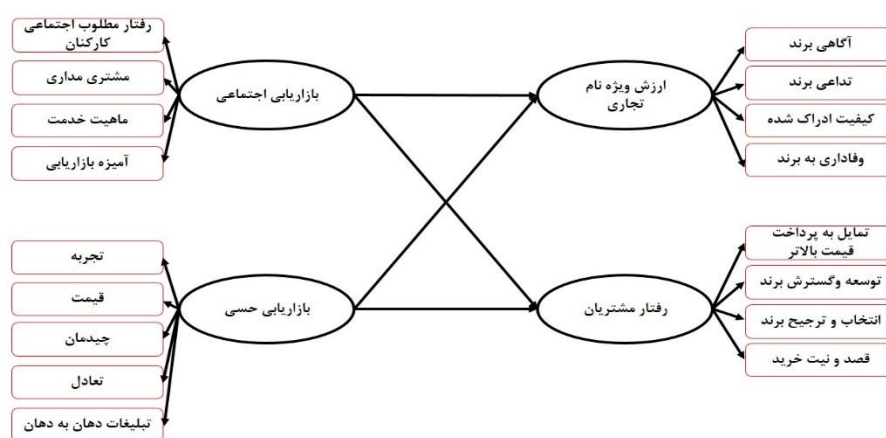 رفتار مطلوب اجتماعی
کارکنان
مشتری مداری
ماهیت خدمت
آمیزه بازاریابی
بازاریابی اجتماعی
ارزش ویژه نام
تجاری
آگاهی برند
تداعی برند
کیفیت ادراک شده
وفاداری به برند
تجربه
قیمت
چیدمان
تعادل
تبلیغات دهان به دهان
بازاریابی حسی
رفتار مشتریان
تمایل به پرداخت
قیمت بالاتر
توسعه وگسترش برند
انتخاب و ترجیح برند
قصد و نیت خرید